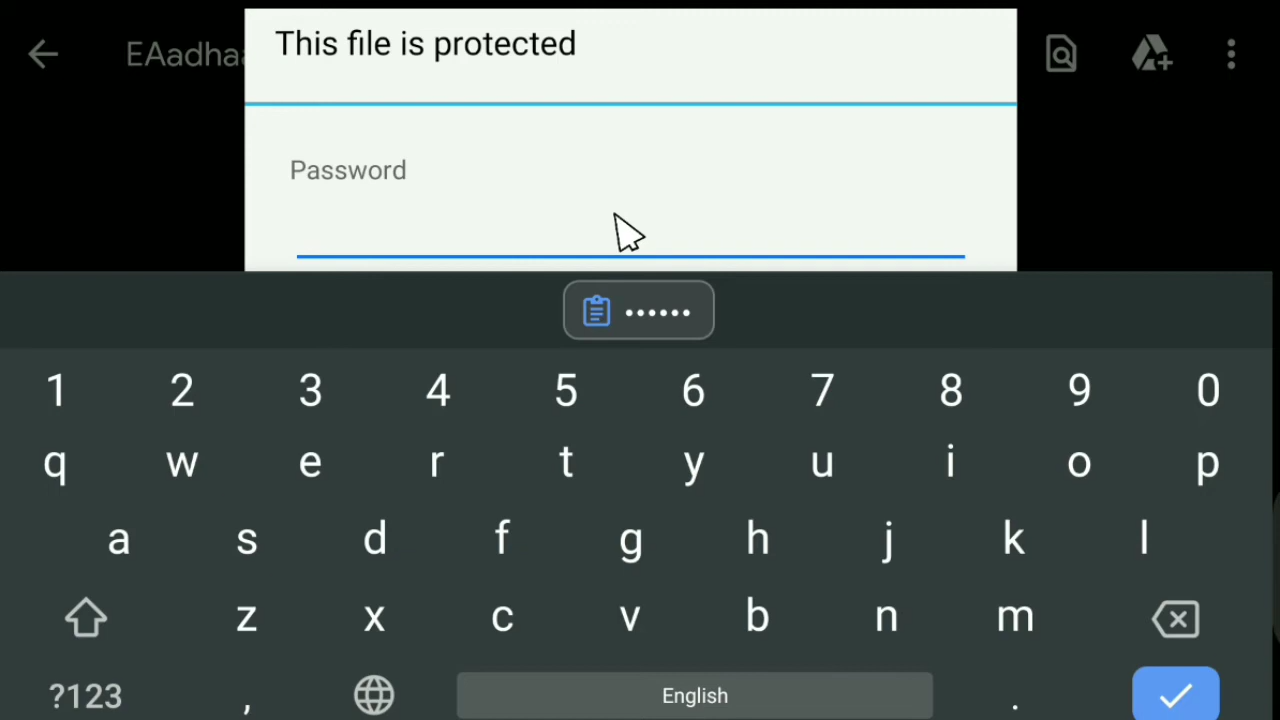 This file is protected
EAadhaa
Password
••••••
1 2 3 4 5 6 7 8 9 0
q w e r t y u i o p
a s d f g h j k l
z x c v b n m
?123 , English .